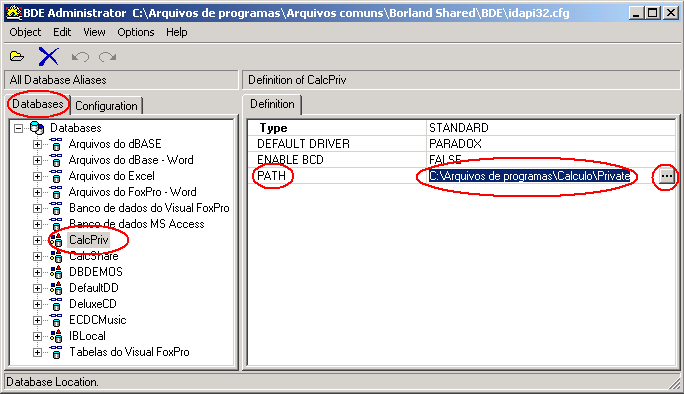 BDE Administrator C:\Arquivos de programas\Arquivos comuns\Borland Shared\BDE\idapi32.cfg
Object Edit View Options Help
All Database Aliases
Definition of CalcPriv
Databases Configuration
Definition
Databases
Arquivos do dBASE
Arquivos do dBase - Word
Arquivos do Excel
Arquivos do FoxPro - Word
Banco de dados do Visual FoxPro
Banco de dados MS Access
CalcPriv
CalcShare
DBDEMOS
DefaultDD
DeluxeCD
ECDCMusic
IBLocal
Tabelas do Visual FoxPro
Type STANDARD
DEFAULT DRIVER PARADOX
ENABLE BCD FALSE
PATH C:\Arquivos de programas\Calculo\Private ...
Database Location.